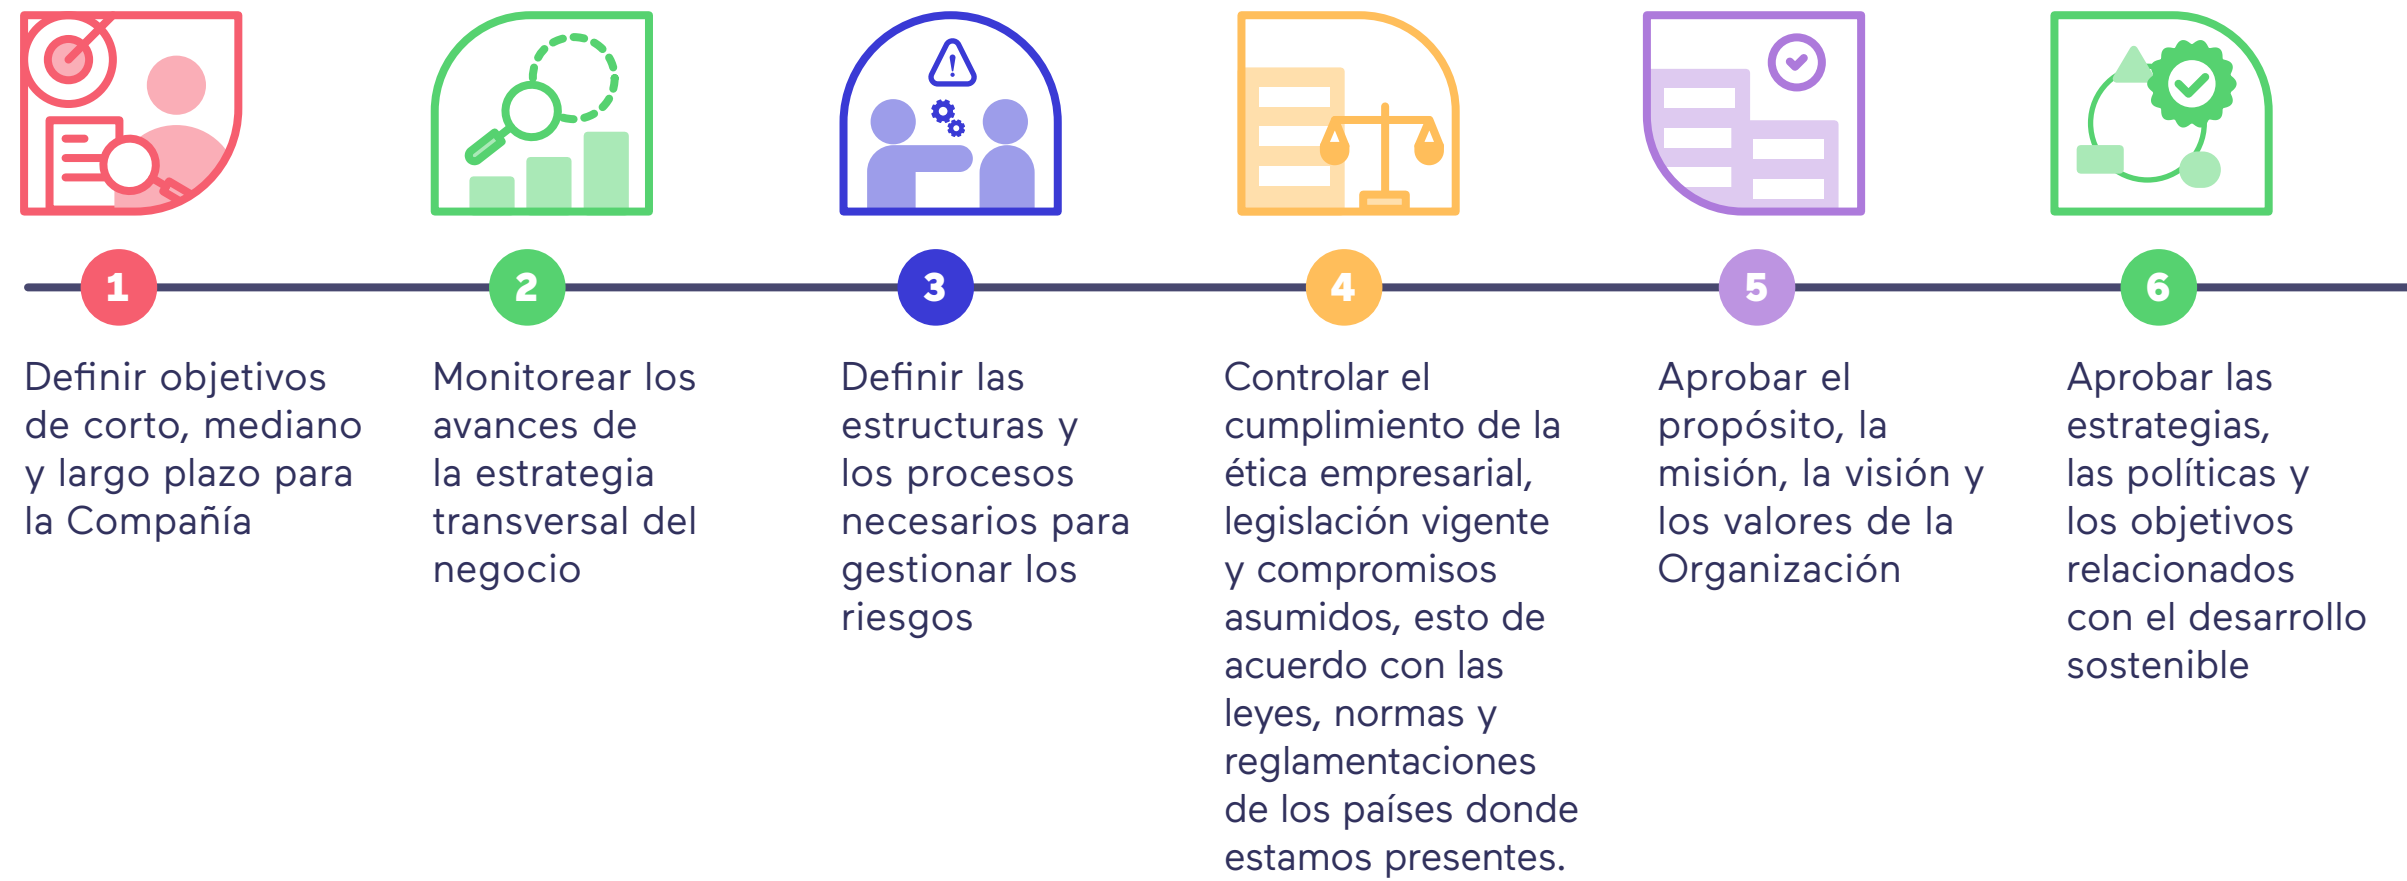 1
Definir objetivos
de corto, mediano
y largo plazo para
la Compañía
2
Monitorear los
avances de
la estrategia
transversal del
negocio
3
Definir las
estructuras y
los procesos
necesarios para
gestionar los
riesgos
4
Controlar el
cumplimiento de la
ética empresarial,
legislación vigente
y compromisos
asumidos, esto de
acuerdo con las
leyes, normas y
reglamentaciones
de los países donde
estamos presentes.
5
Aprobar el
propósito, la
misión, la visión y
los valores de la
Organización
6
Aprobar las
estrategias,
las políticas y
los objetivos
relacionados
con el desarrollo
sostenible